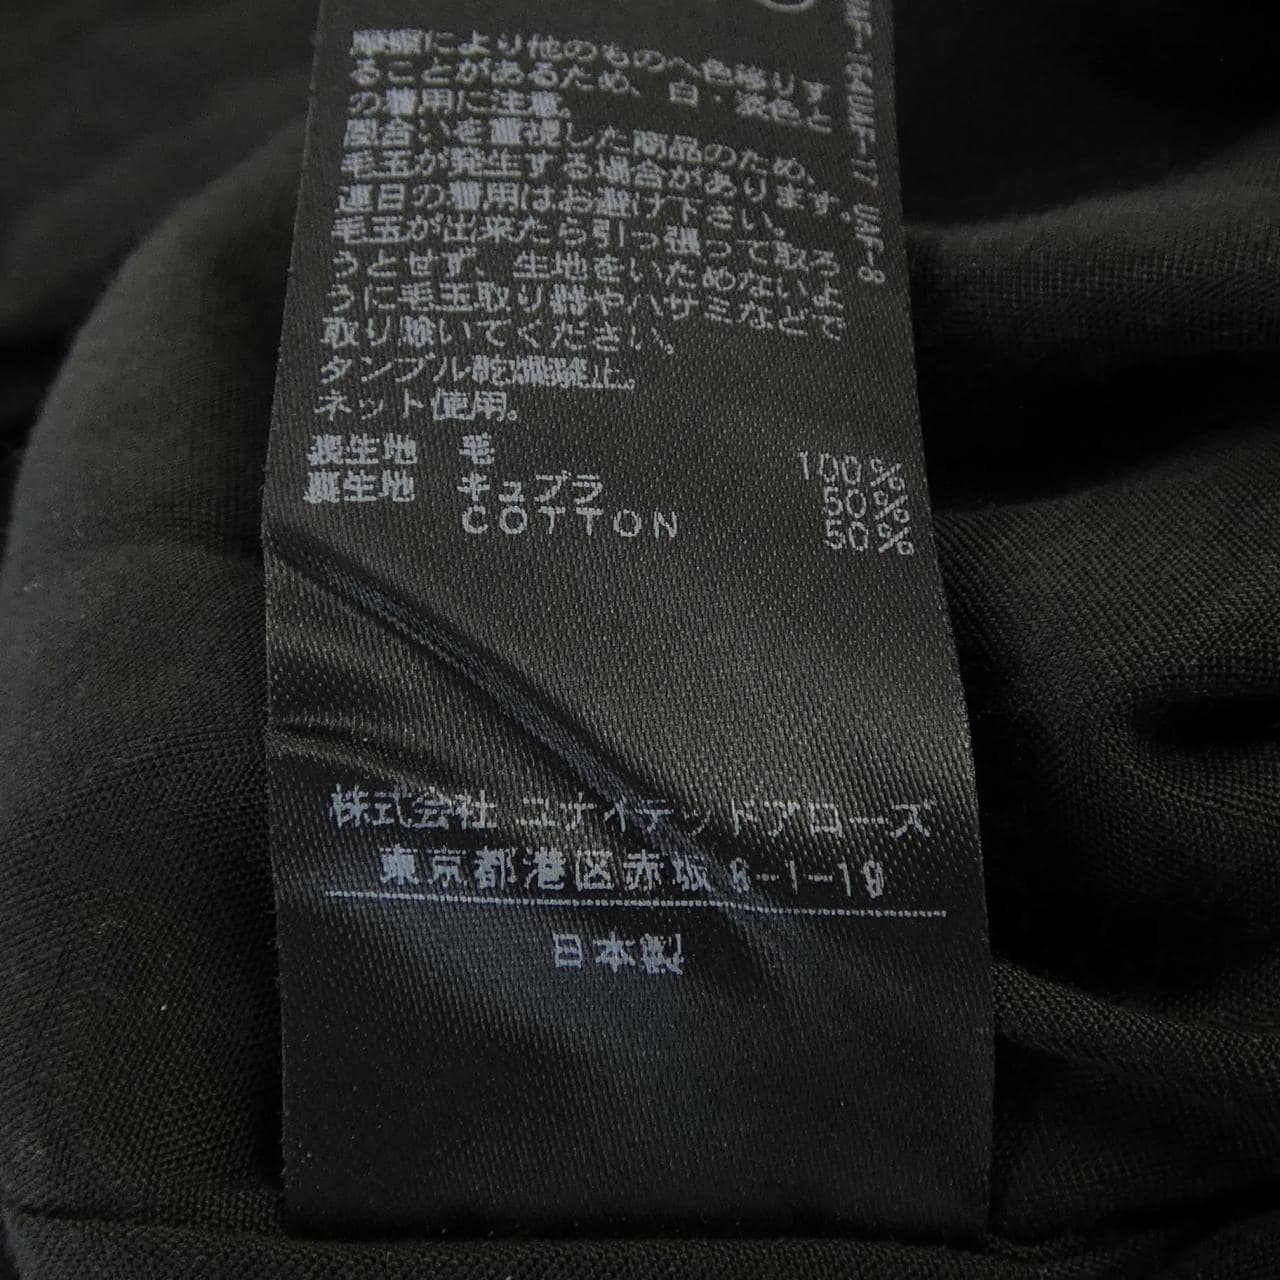 摩擦により他のものへ色移りす
ることがあるため、白・淡色と
の着用に注意。
風合いを重視した商品のため、
毛玉が発生する場合があります。
連日の着用はお避け下さい。
毛玉が出来たら引っ張って取ろ
うとせず、生地をいためないよ
うに毛玉取り器やハサミなどで
取り除いてください。
タンブル乾燥禁止。
ネット使用。
表生地 毛 100%
裏生地 キュプラ 50%
COTTON 50%
株式会社 ユナイテッドアローズ
東京都港区赤坂8-1-19
日本製